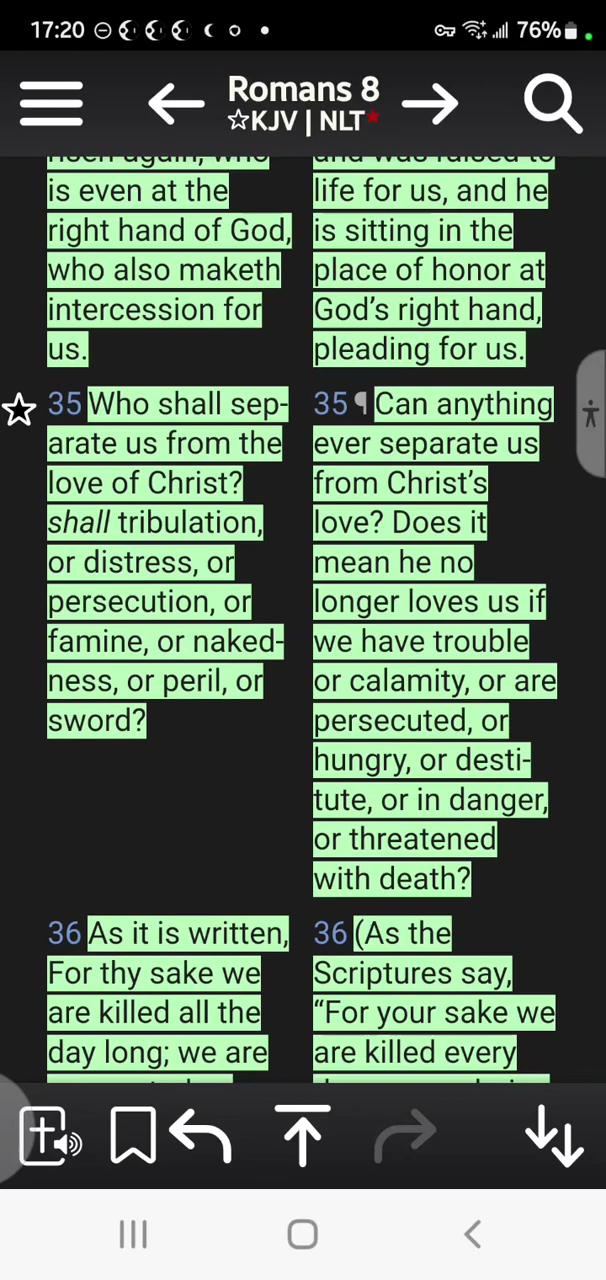 17:20 76%
Romans 8
☆KJV | NLT*
risen again, who
is even at the
right hand of God,
who also maketh
intercession for
us.
35 Who shall sep-
arate us from the
love of Christ?
shall tribulation,
or distress, or
persecution, or
famine, or naked-
ness, or peril, or
sword?
36 As it is written,
For thy sake we
are killed all the
day long; we are
and was raised to
life for us, and he
is sitting in the
place of honor at
God’s right hand,
pleading for us.
35 ¶ Can anything
ever separate us
from Christ’s
love? Does it
mean he no
longer loves us if
we have trouble
or calamity, or are
persecuted, or
hungry, or desti-
tute, or in danger,
or threatened
with death?
36 (As the
Scriptures say,
“For your sake we
are killed every